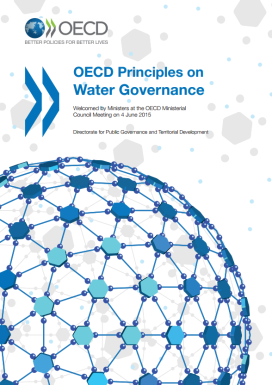 OECD
BETTER POLICIES FOR BETTER LIVES
OECD Principles on
Water Governance
Welcomed by Ministers at the OECD Ministerial
Council Meeting on 4 June 2015
Directorate for Public Governance and Territorial Development